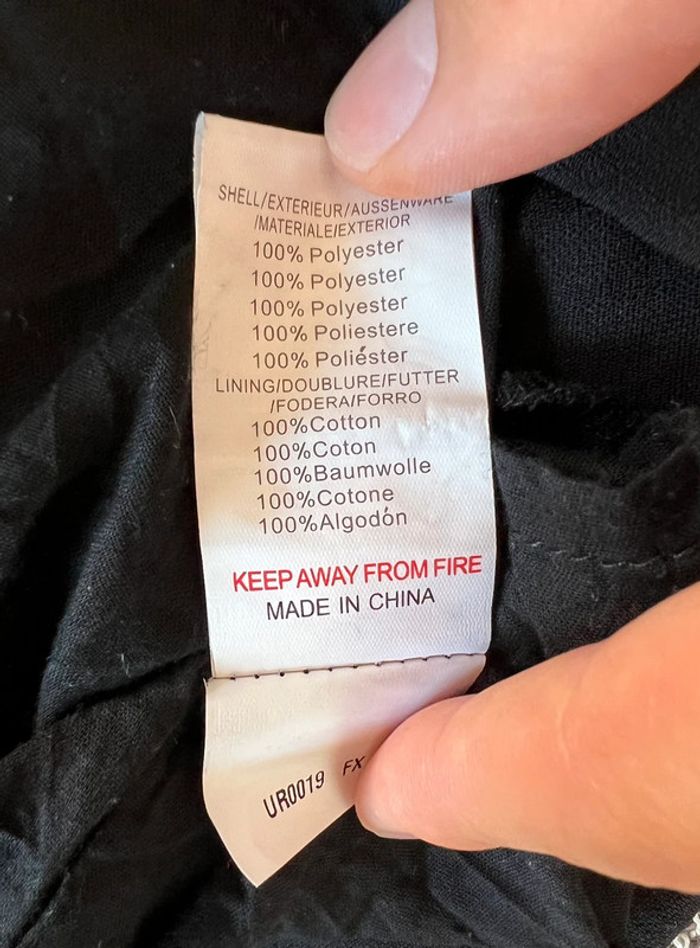 SHELL/EXTERIEUR/AUSSENWARE
/MATERIALE/EXTERIOR
100% Polyester
100% Polyester
100% Polyester
100% Poliestere
100% Poliéster
LINING/DOUBLURE/FUTTER
/FODERA/FORRO
100%Cotton
100%Coton
100%Baumwolle
100%Cotone
100%Algodón
KEEP AWAY FROM FIRE
MADE IN CHINA
UR0019 FX